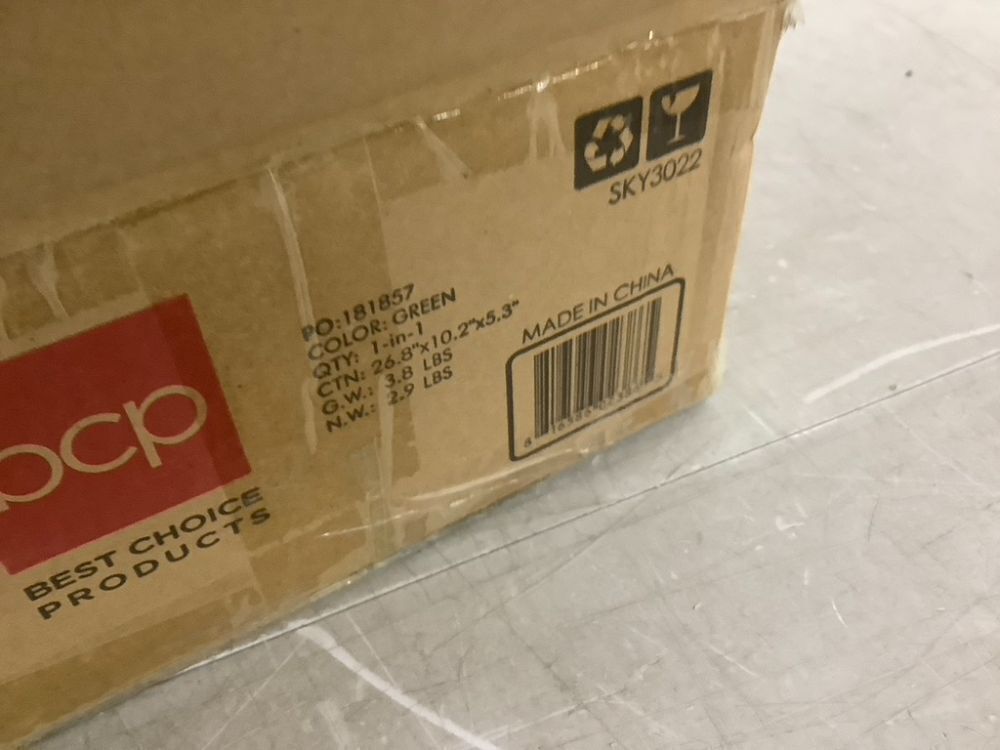 SKY3022
PO:181857
COLOR: GREEN
QTY: 1-in-1
CTN: 26.8"x10.2"x5.3"
G.W.: 3.8 LBS
N.W.: 2.9 LBS
MADE IN CHINA
bcp
BEST CHOICE
PRODUCTS